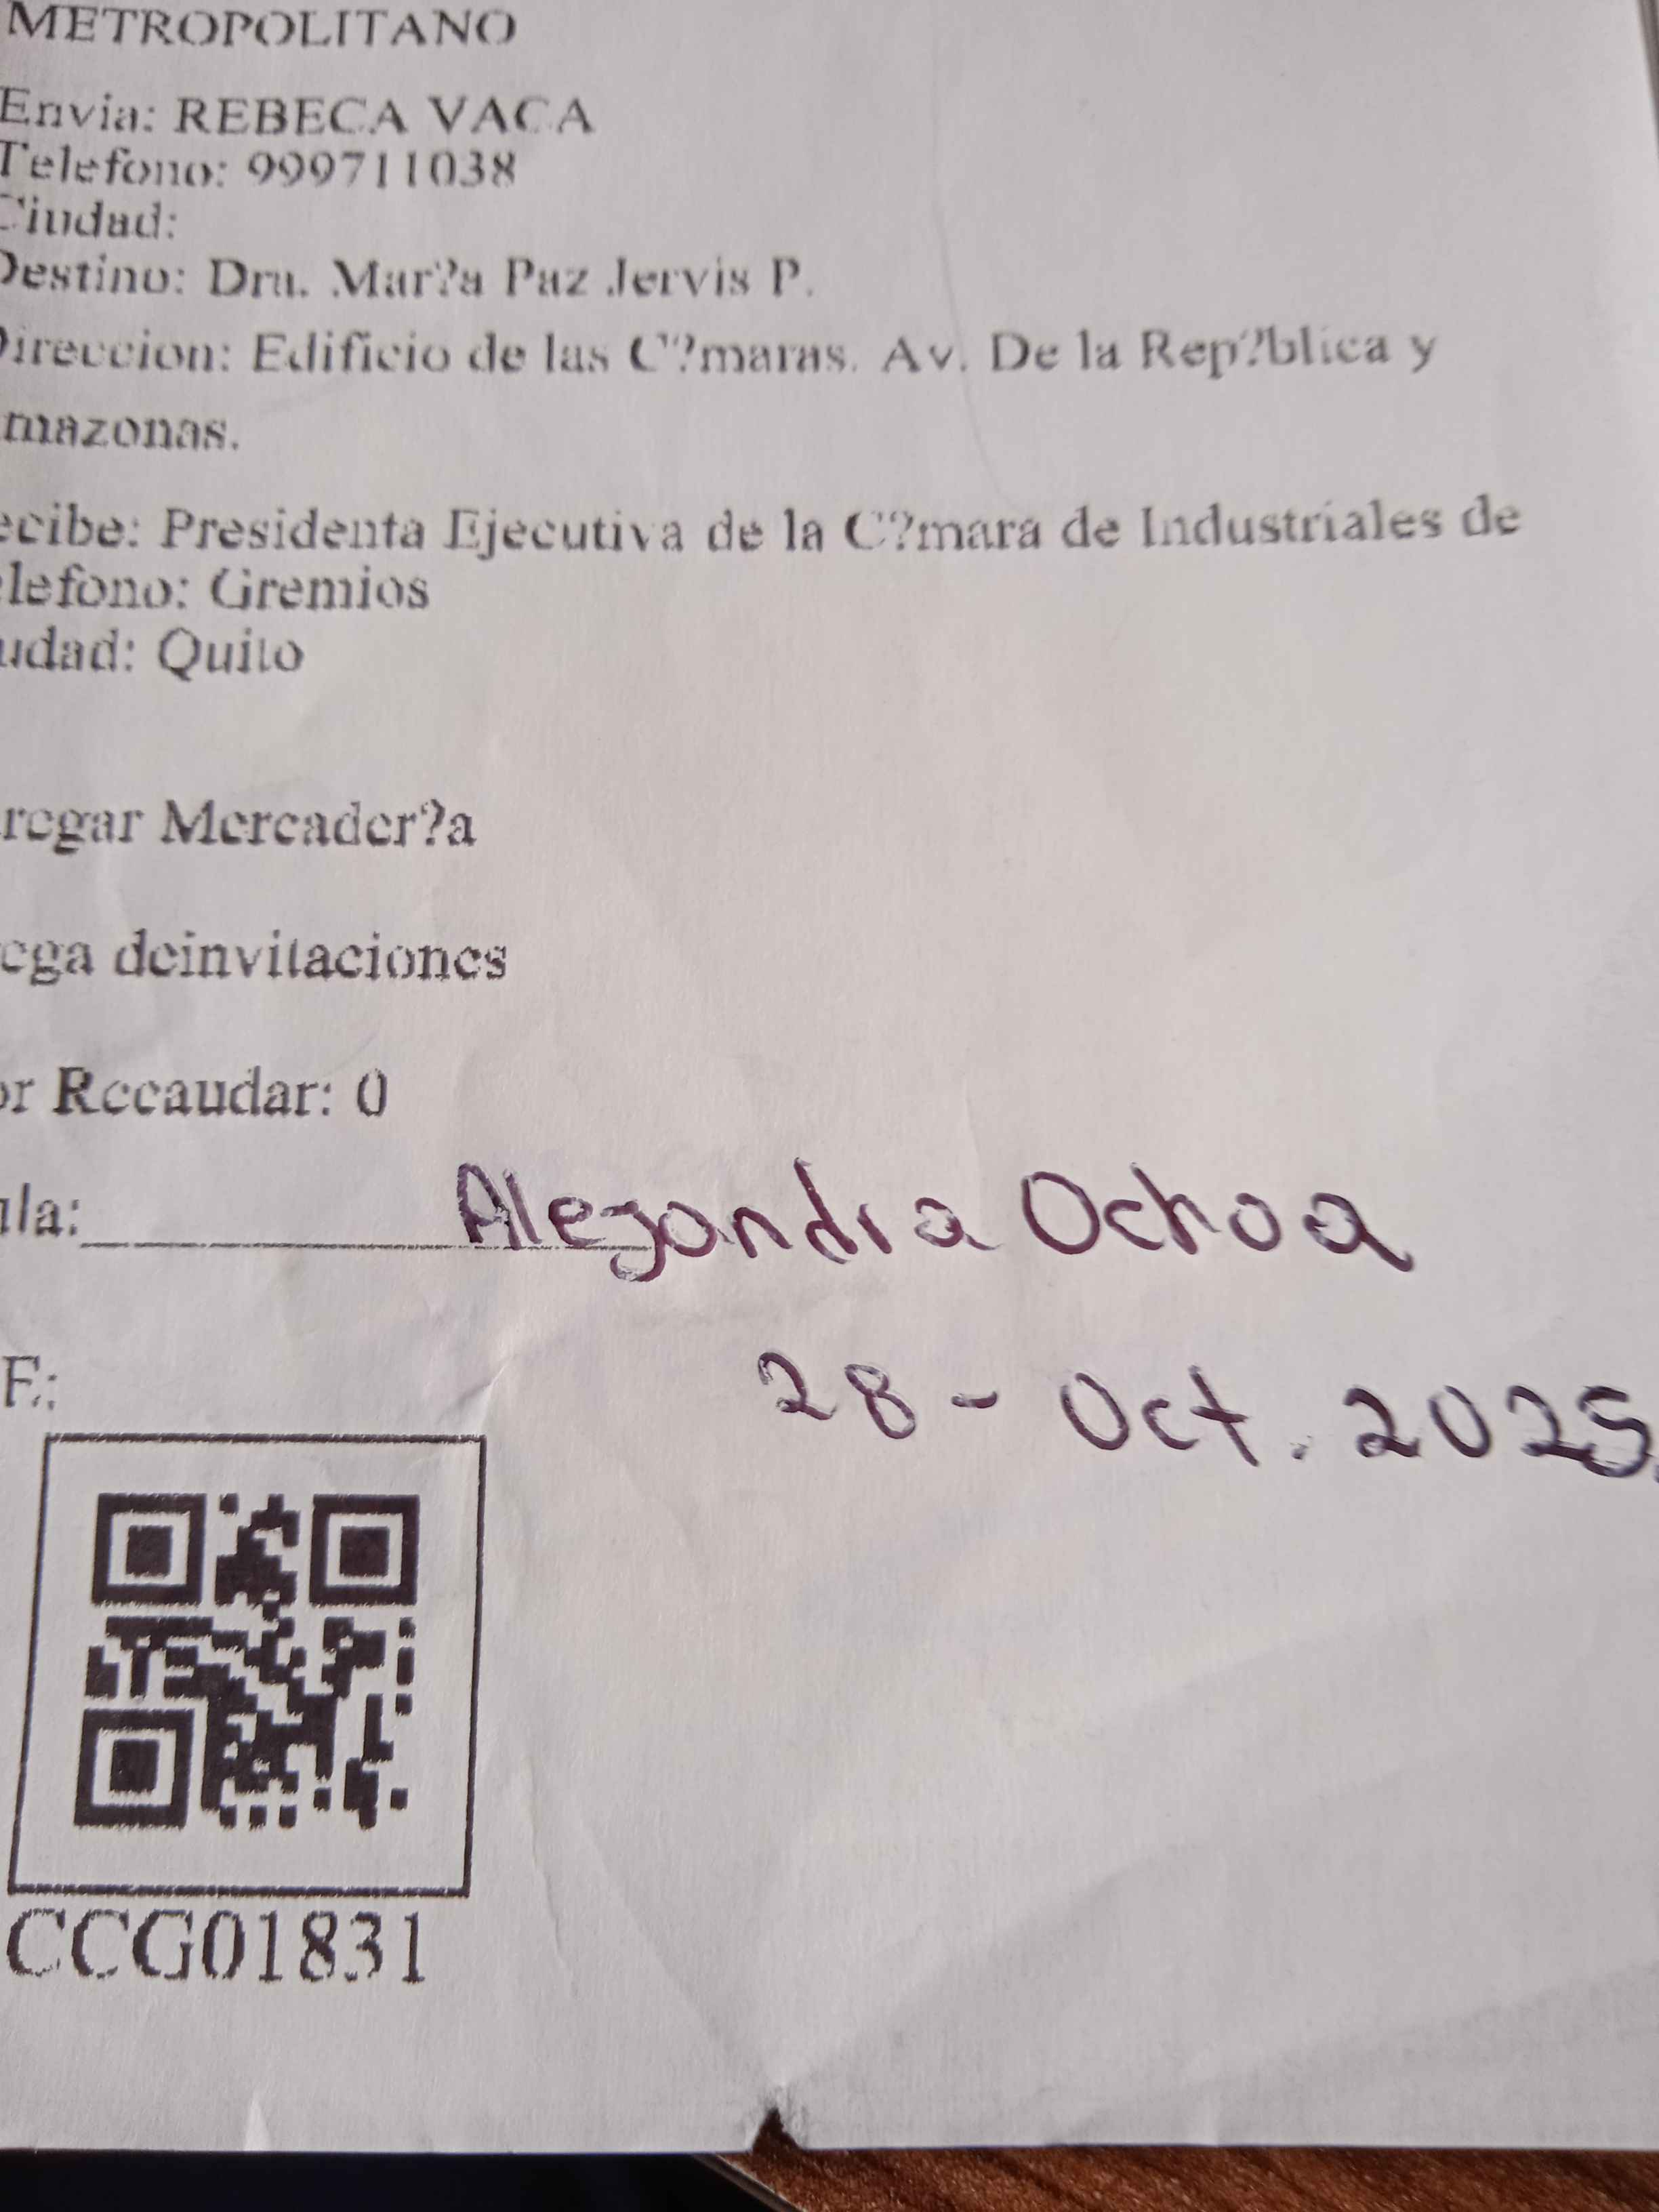 METROPOLITANO
Envia: REBECA VACA
Telefono: 999711038
Ciudad:
Destino: Dra. Mar?a Paz Jervis P.
Direccion: Edificio de las C?maras. Av. De la Rep?blica y
mazonas.
ecibe: Presidenta Ejecutiva de la C?mara de Industriales de
lefono: Gremios
udad: Quito
regar Mercader?a
ega deinvitaciones
or Recaudar: 0
ula: Alejandra Ochoa
28 - Oct. 2025.
F.:
CCG01831